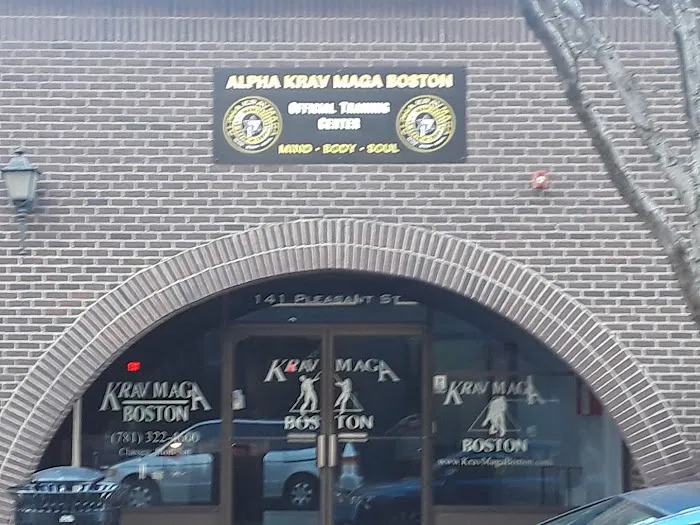 ALPHA KRAV MAGA BOSTON
OFFICIAL TRAINING
CENTER
MIND - BODY - SOUL
141 PLEASANT ST
KRAV MAGA
BOSTON
(781) 322-
KRAV MAGA
BOSTON
KRAV MAGA
BOSTON
www.KravMagaBoston.com